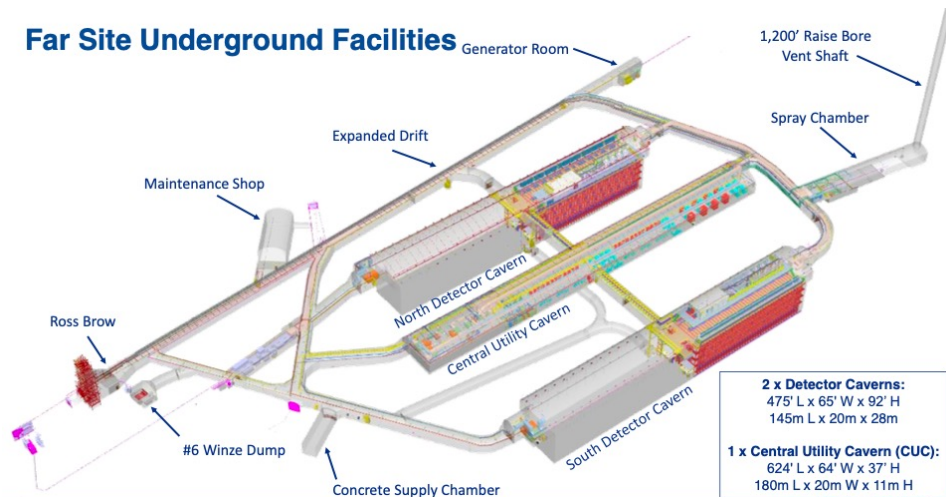 Far Site Underground Facilities
Generator Room
1,200’ Raise Bore
Vent Shaft
Spray Chamber
Expanded Drift
Maintenance Shop
North Detector Cavern
Central Utility Cavern
Ross Brow
South Detector Cavern
#6 Winze Dump
Concrete Supply Chamber
2 x Detector Caverns:
475’ L x 65’ W x 92’ H
145m L x 20m x 28m
1 x Central Utility Cavern (CUC):
624’ L x 64’ W x 37’ H
180m L x 20m W x 11m H